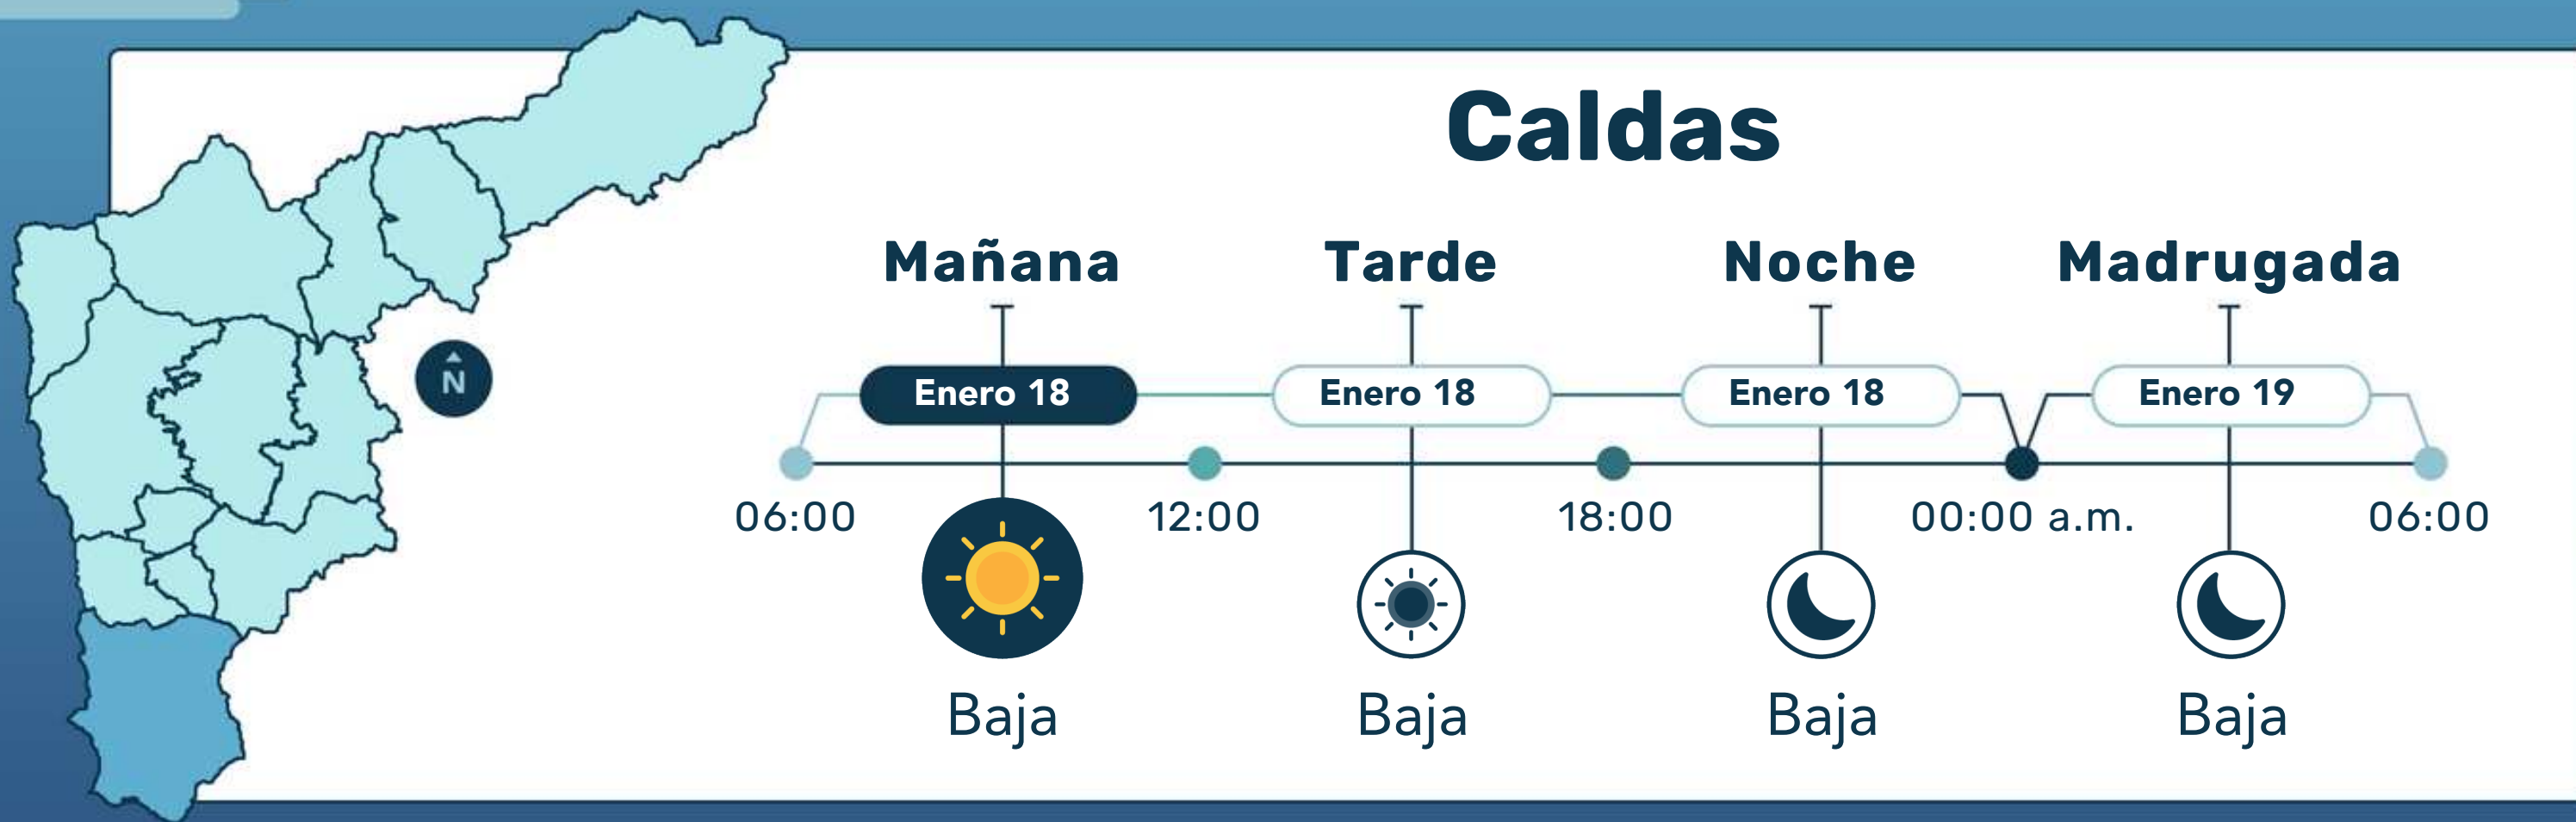 Caldas
Mañana Tarde Noche Madrugada
N
Enero 18 Enero 18 Enero 18 Enero 19
06:00 12:00 18:00 00:00 a.m. 06:00
Baja Baja Baja Baja